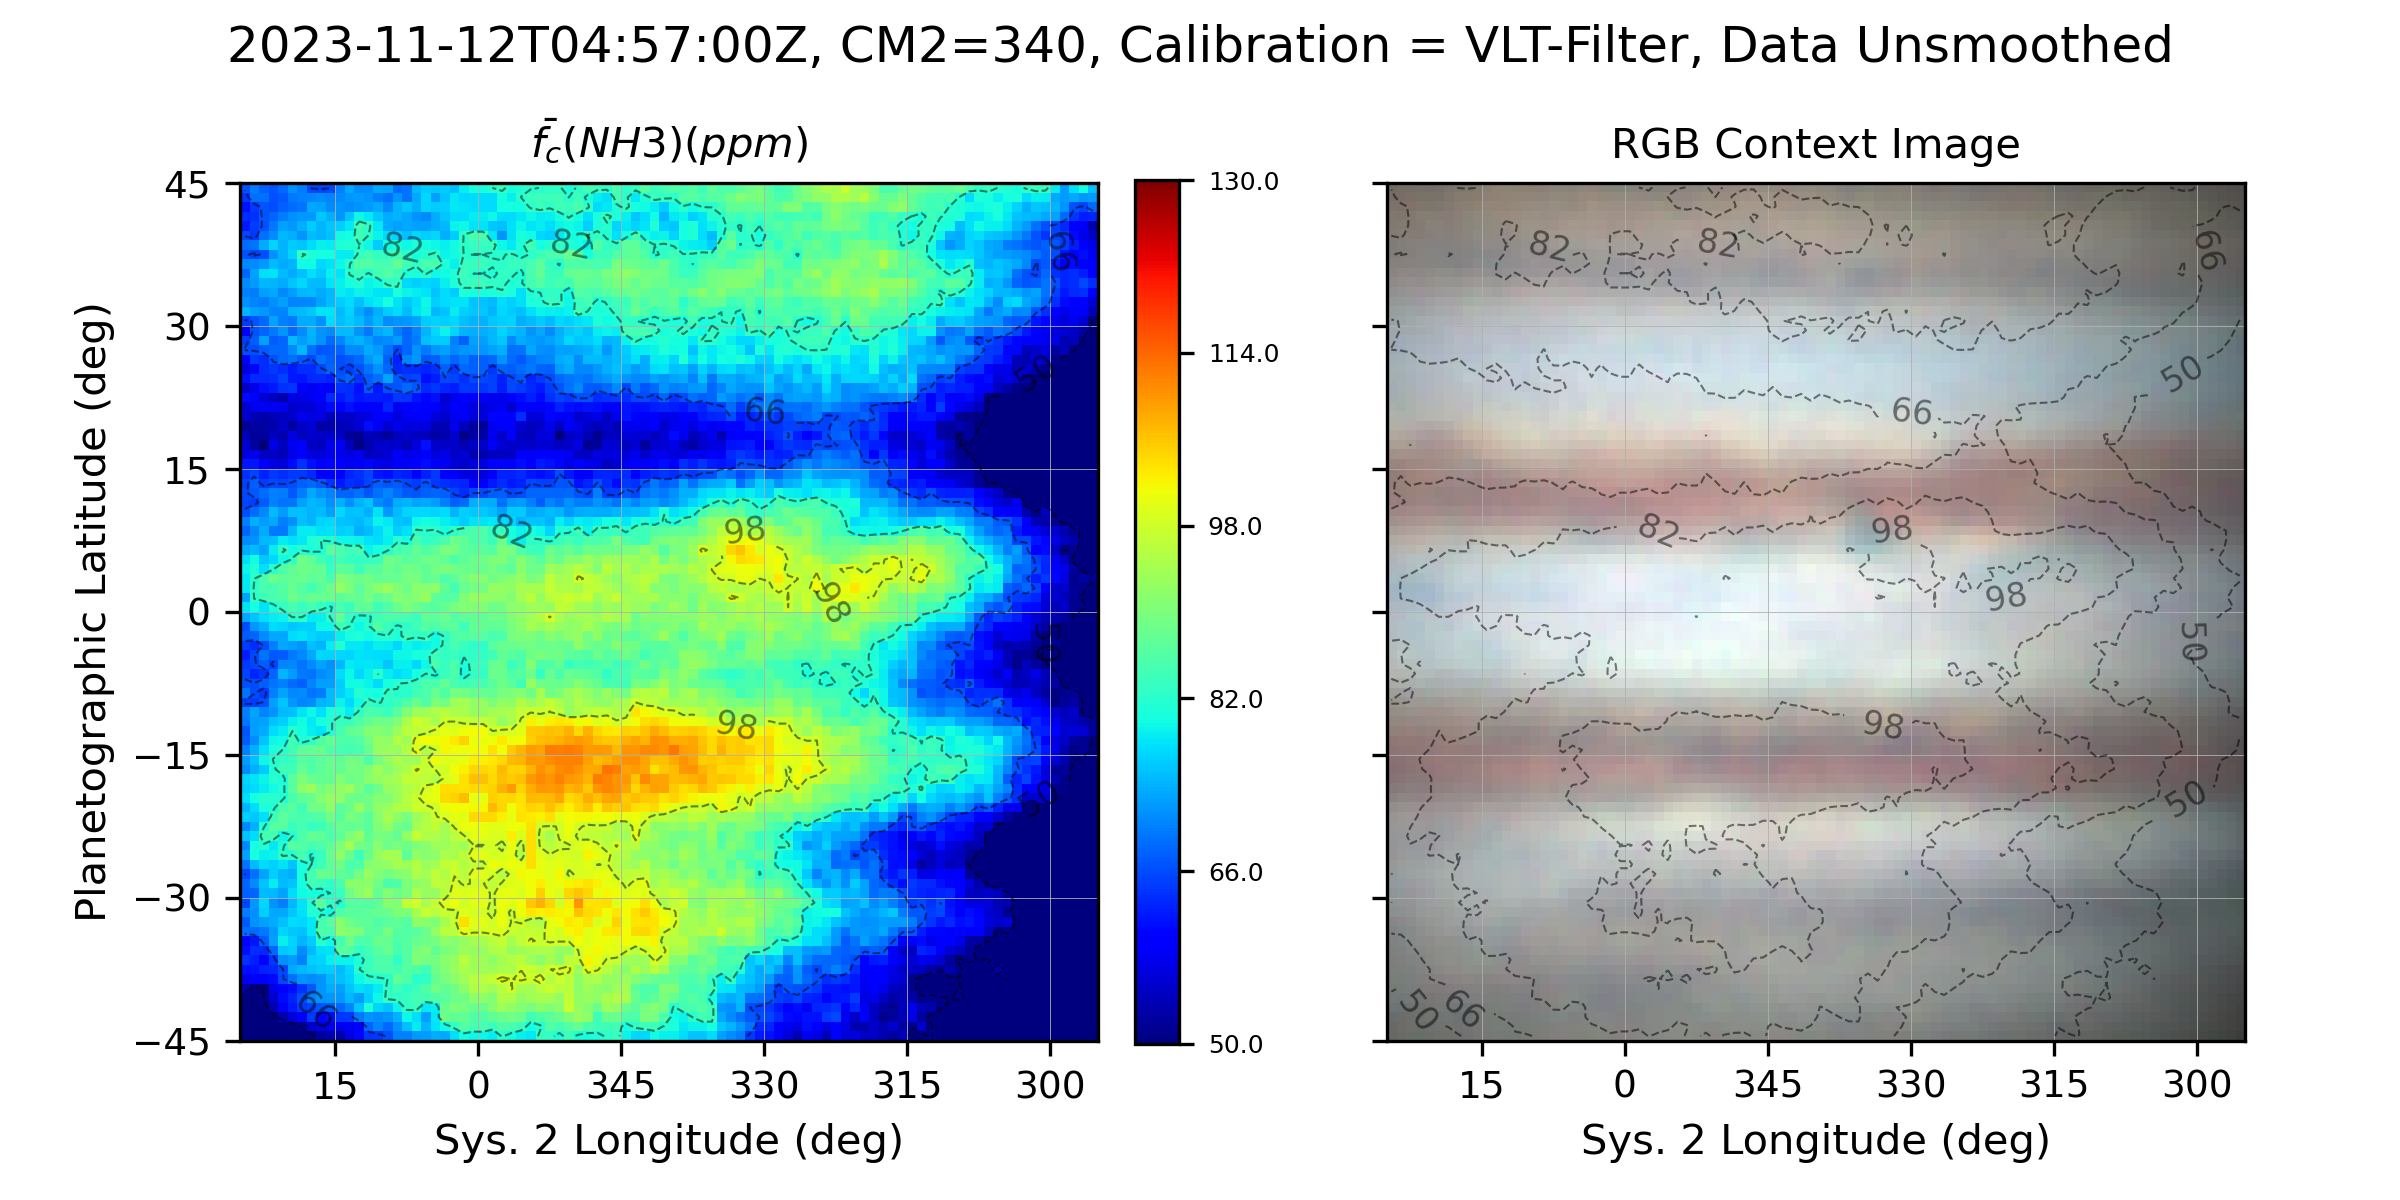 2023-11-12T04:57:00Z, CM2=340, Calibration = VLT-Filter, Data Unsmoothed
f̄c(NH3)(ppm)
RGB Context Image
Planetographic Latitude (deg)
45
30
15
0
−15
−30
−45
15 0 345 330 315 300
Sys. 2 Longitude (deg)
82 82 66
50
66
82 98
98
50
98
50
66
130.0
114.0
98.0
82.0
66.0
50.0
82 82 66
50
66
82 98
98
50
98
50
50 66
15 0 345 330 315 300
Sys. 2 Longitude (deg)